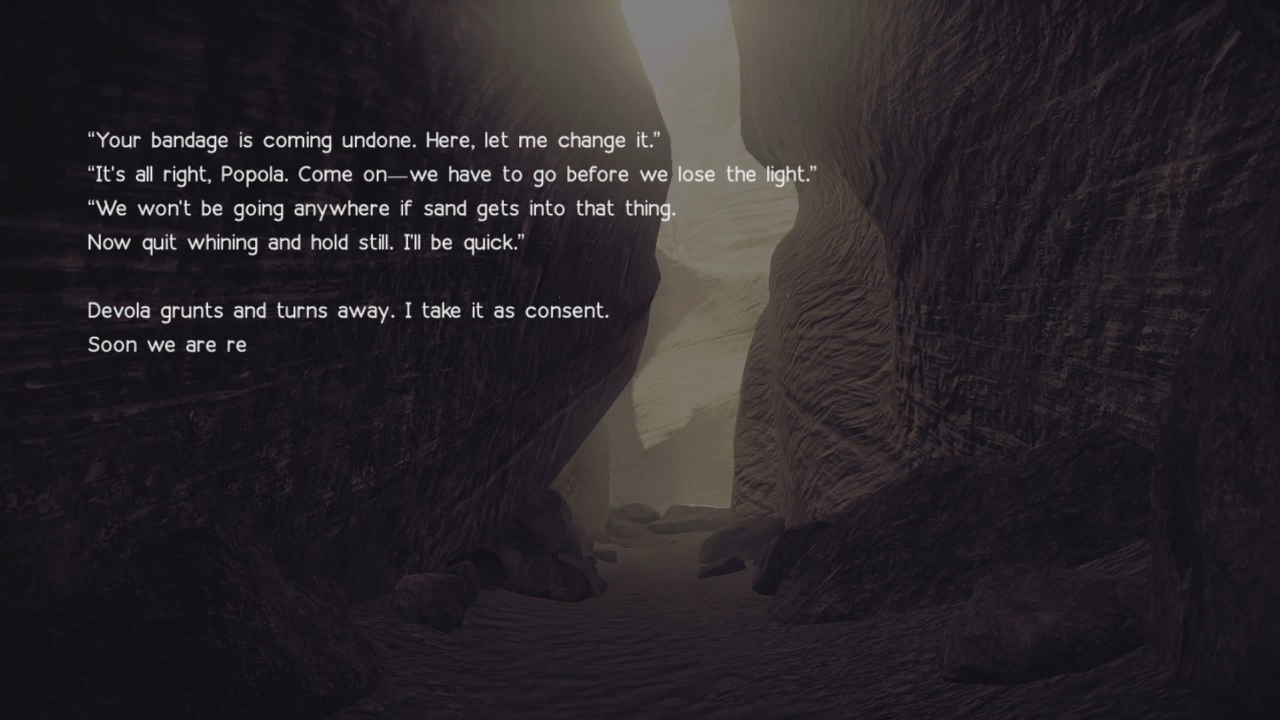 “Your bandage is coming undone. Here, let me change it.”
“It's all right, Popola. Come on—we have to go before we lose the light.”
“We won't be going anywhere if sand gets into that thing.
Now quit whining and hold still. I'll be quick.”
Devola grunts and turns away. I take it as consent.
Soon we are re